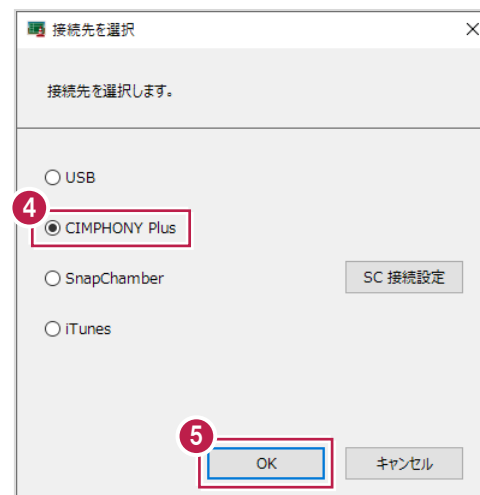 接続先を選択
接続先を選択します。
USB
4
CIMPHONY Plus
SnapChamber
SC 接続設定
iTunes
5
OK
キャンセル